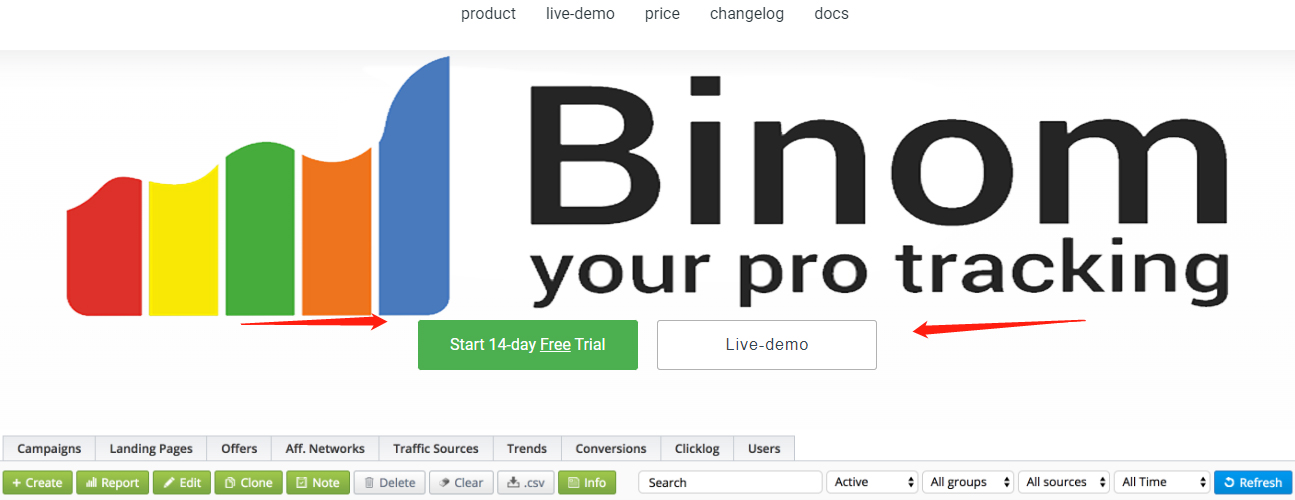 product live-demo price changelog docs
Binom
your pro tracking
Start 14-day Free Trial Live-demo
Campaigns Landing Pages Offers Aff. Networks Traffic Sources Trends Conversions Clicklog Users
+ Create Report Edit Clone Note Delete Clear .csv Info Search Active All groups All sources All Time Refresh